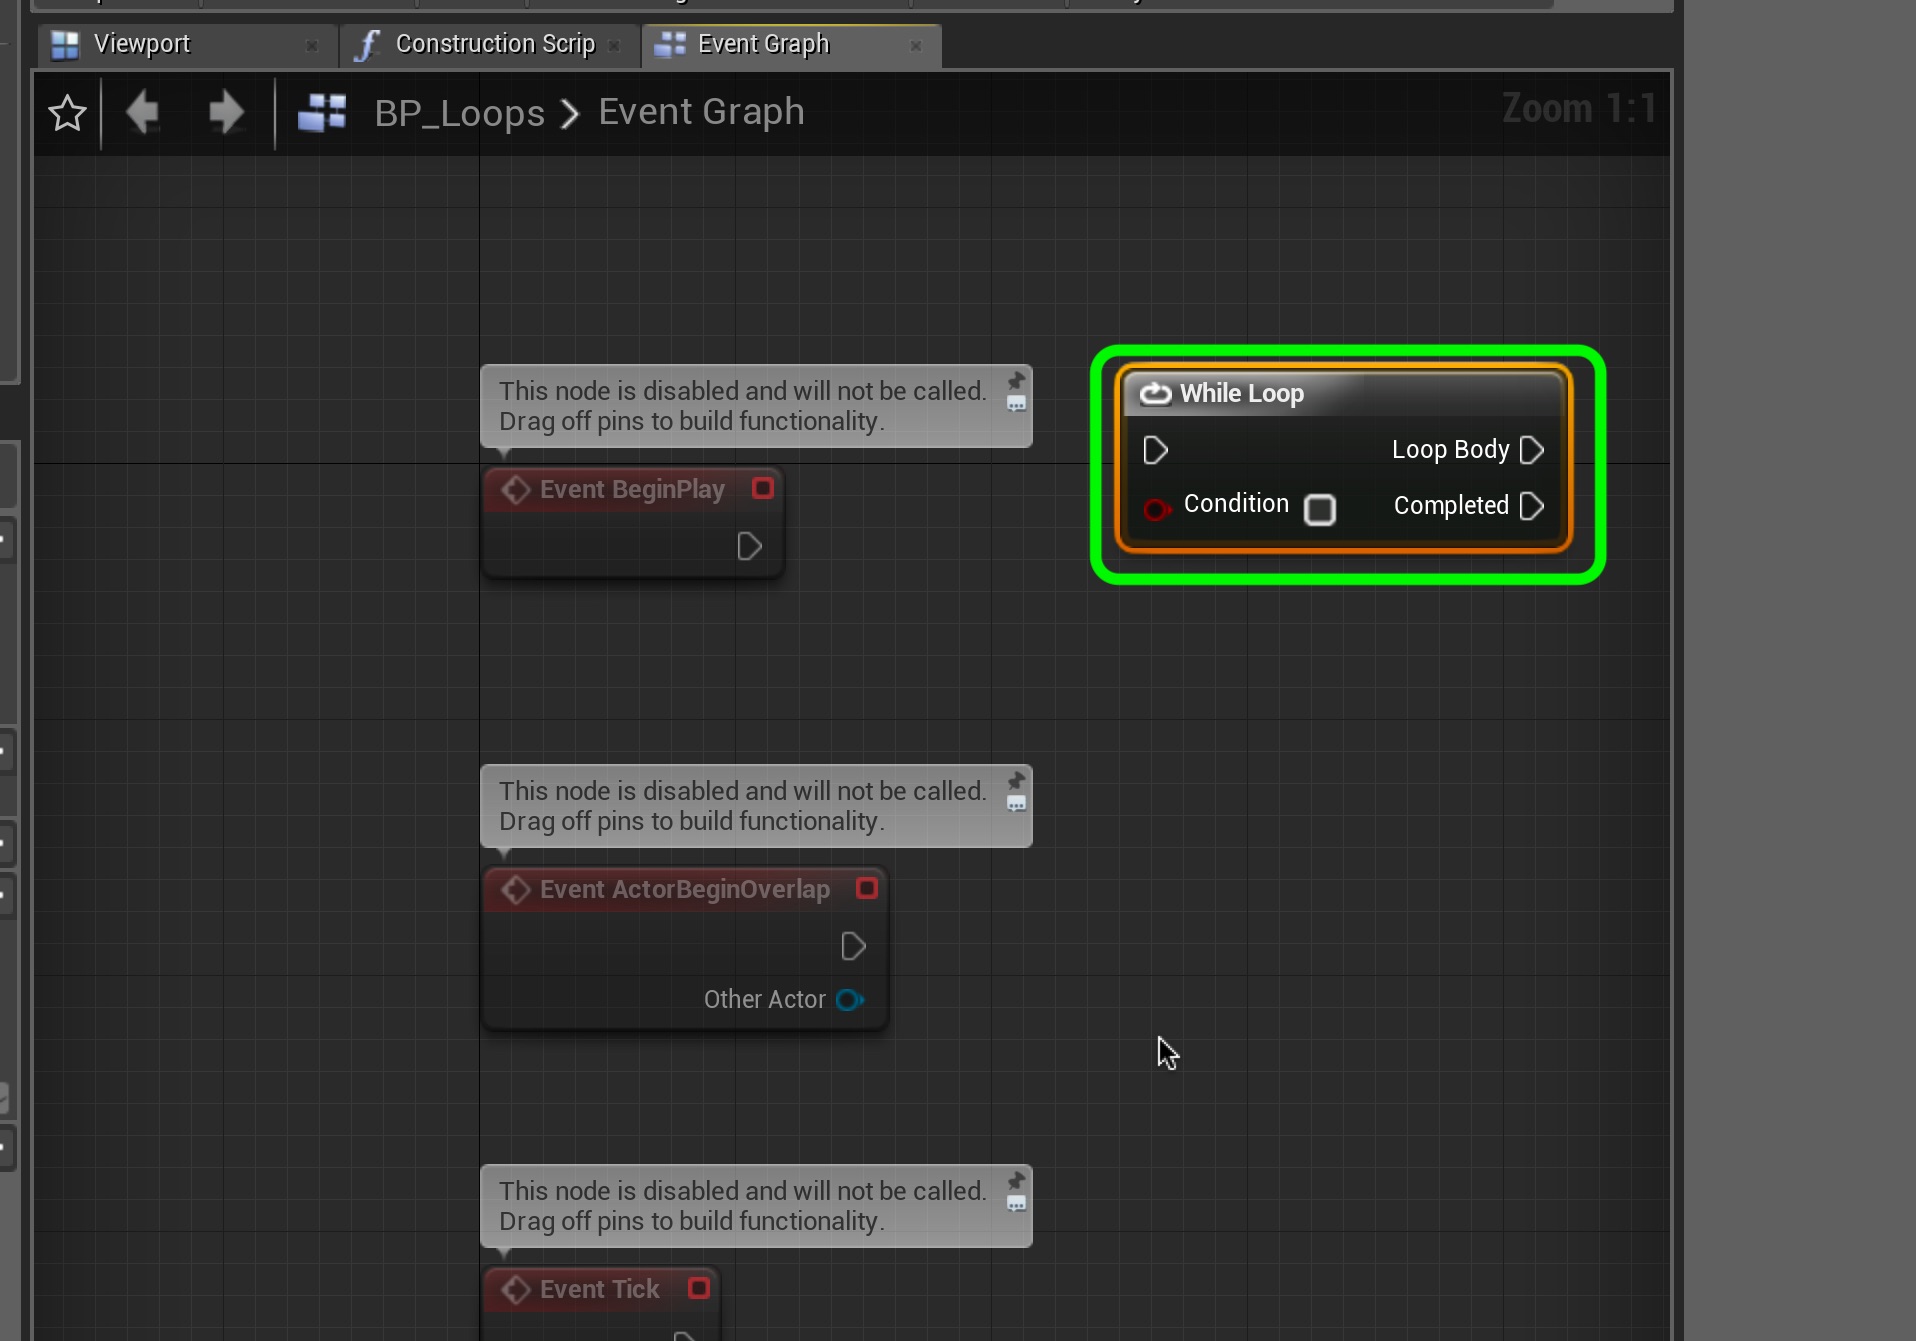 Viewport
Construction Scrip
Event Graph
BP_Loops
Event Graph
Zoom 1:1
This node is disabled and will not be called.
Drag off pins to build functionality.
While Loop
Loop Body
Condition
Completed
Event BeginPlay
This node is disabled and will not be called.
Drag off pins to build functionality.
Event ActorBeginOverlap
Other Actor
This node is disabled and will not be called.
Drag off pins to build functionality.
Event Tick